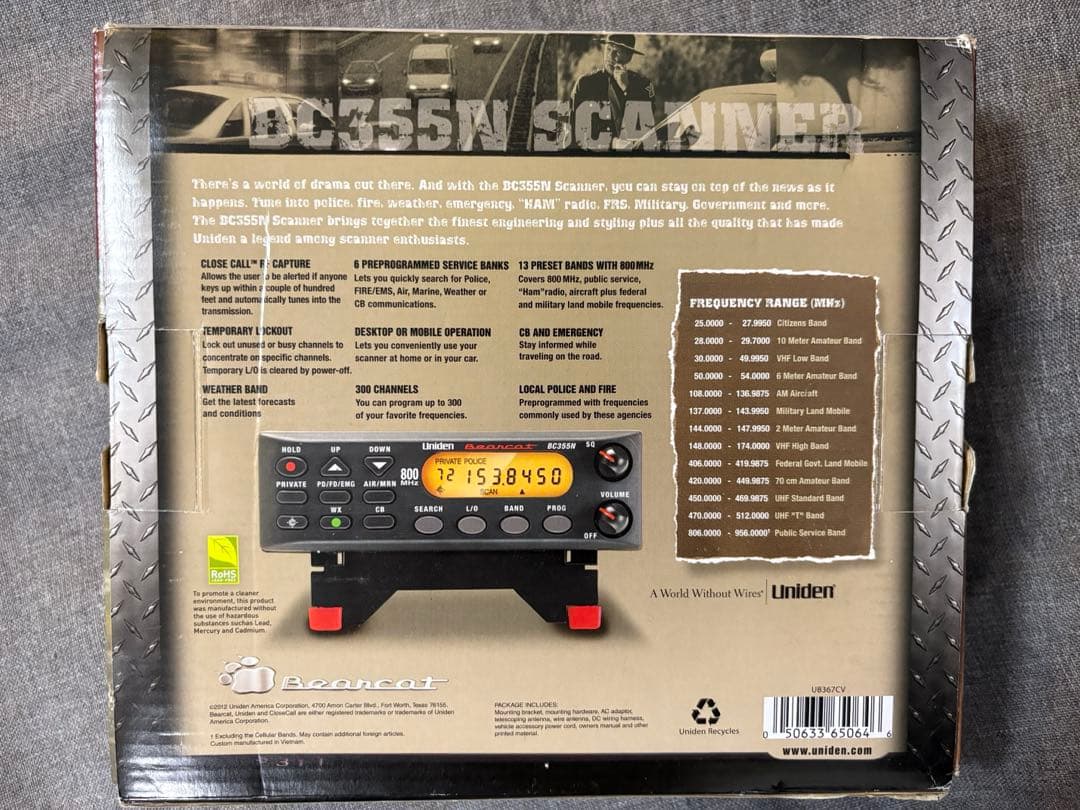 BC355N SCANNER
There's a world of drama out there. And with the BC355N Scanner, you can stay on top of the news as it
happens. Tune into police, fire, weather, emergency, "HAM" radio, FRS, Military, Government and more.
The BC355N Scanner brings together the finest engineering and styling plus all the quality that has made
Uniden a legend among scanner enthusiasts.
CLOSE CALL™ RF CAPTURE
Allows the user to be alerted if anyone
keys up within a couple of hundred
feet and automatically tunes into the
transmission.
6 PREPROGRAMMED SERVICE BANKS
Lets you quickly search for Police,
FIRE/EMS, Air, Marine, Weather or
CB communications.
13 PRESET BANDS WITH 800MHz
Covers 800 MHz, public service,
"Ham"radio, aircraft plus federal
and military land mobile frequencies.
TEMPORARY LOCKOUT
Lock out unused or busy channels to
concentrate on specific channels.
Temporary L/O is cleared by power-off.
DESKTOP OR MOBILE OPERATION
Lets you conveniently use your
scanner at home or in your car.
CB AND EMERGENCY
Stay informed while
traveling on the road.
WEATHER BAND
Get the latest forecasts
and conditions
300 CHANNELS
You can program up to 300
of your favorite frequencies.
LOCAL POLICE AND FIRE
Preprogrammed with frequencies
commonly used by these agencies
FREQUENCY RANGE (MHz)
25.0000 - 27.9950 Citizens Band
28.0000 - 29.7000 10 Meter Amateur Band
30.0000 - 49.9950 VHF Low Band
50.0000 - 54.0000 6 Meter Amateur Band
108.0000 - 136.9875 AM Aircraft
137.0000 - 143.9950 Military Land Mobile
144.0000 - 147.9950 2 Meter Amateur Band
148.0000 - 174.0000 VHF High Band
406.0000 - 419.9875 Federal Govt. Land Mobile
420.0000 - 449.9875 70 cm Amateur Band
450.0000 - 469.9875 UHF Standard Band
470.0000 - 512.0000 UHF "T" Band
806.0000 - 956.0000† Public Service Band
HOLD UP DOWN
Uniden Bearcat BC355N SQ
PRIVATE POLICE
72 153.8450
SCAN
800
MHz
PRIVATE PD/FD/EMG AIR/MRN
WX CB
SEARCH L/O BAND PROG
VOLUME
OFF
RoHS
LEAD-FREE
To promote a cleaner
environment, this product
was manufactured without
the use of hazardous
substances suchas Lead,
Mercury and Cadmium.
A World Without Wires® Uniden®
Bearcat
©2012 Uniden America Corporation, 4700 Amon Carter Blvd., Fort Worth, Texas 76155.
Bearcat, Uniden and CloseCall are either registered trademarks or trademarks of Uniden
America Corporation.
† Excluding the Cellular Bands. May contain additional foreign articles.
Custom manufactured in Vietnam.
PACKAGE INCLUDES:
Mounting bracket, mounting hardware, AC adaptor,
telescoping antenna, wire antenna, DC wiring harness,
vehicle accessory power cord, owners manual and other
printed material.
Uniden Recycles
UB367CV
0 50633 65064 6
www.uniden.com